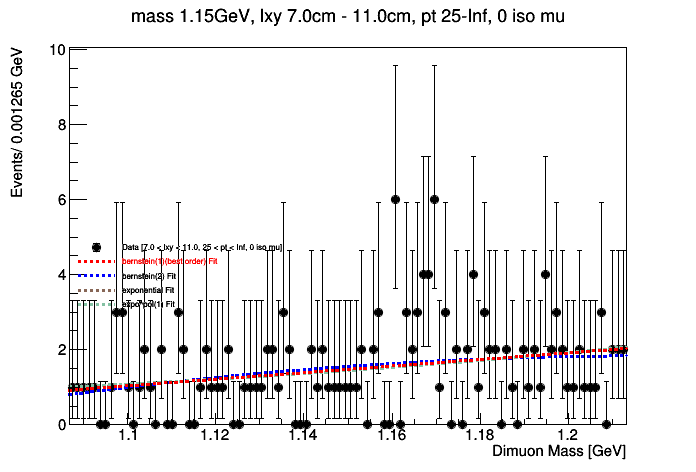 mass 1.15GeV, lxy 7.0cm - 11.0cm, pt 25-Inf, 0 iso mu
Events/ 0.001265 GeV
10
8
6
4
2
0
Data [7.0 < lxy < 11.0, 25 < pt < Inf, 0 iso mu]
bernstein(1)(best order) Fit
bernstein(2) Fit
exponential Fit
expo*pol(1) Fit
1.1 1.12 1.14 1.16 1.18 1.2
Dimuon Mass [GeV]